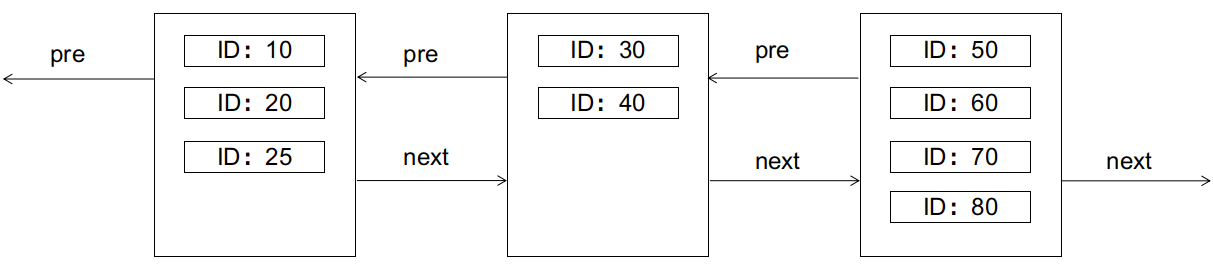 pre
ID：10
ID：20
ID：25
pre
next
ID：30
ID：40
pre
next
ID：50
ID：60
ID：70
ID：80
next